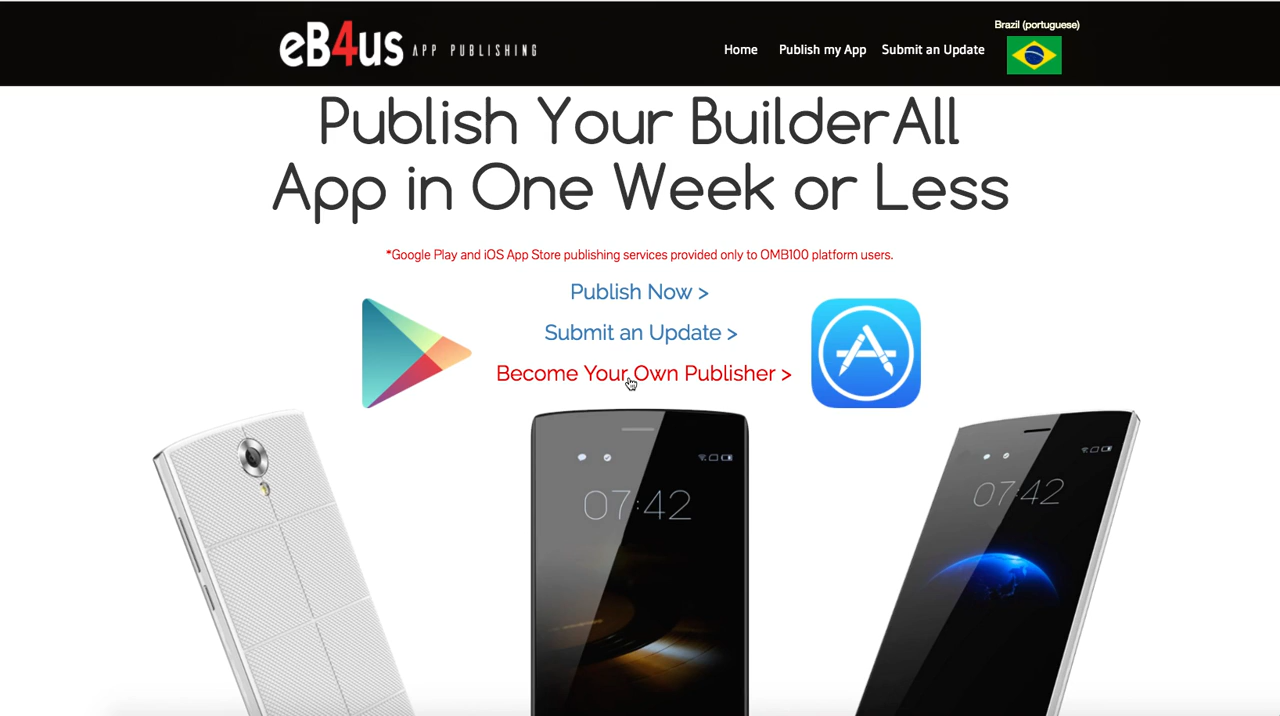 eB4us APP PUBLISHING
Home
Publish my App
Submit an Update
Brazil (portuguese)
Publish Your BuilderAll
App in One Week or Less
*Google Play and iOS App Store publishing services provided only to OMB100 platform users.
Publish Now >
Submit an Update >
Become Your Own Publisher >
07:42
07:42